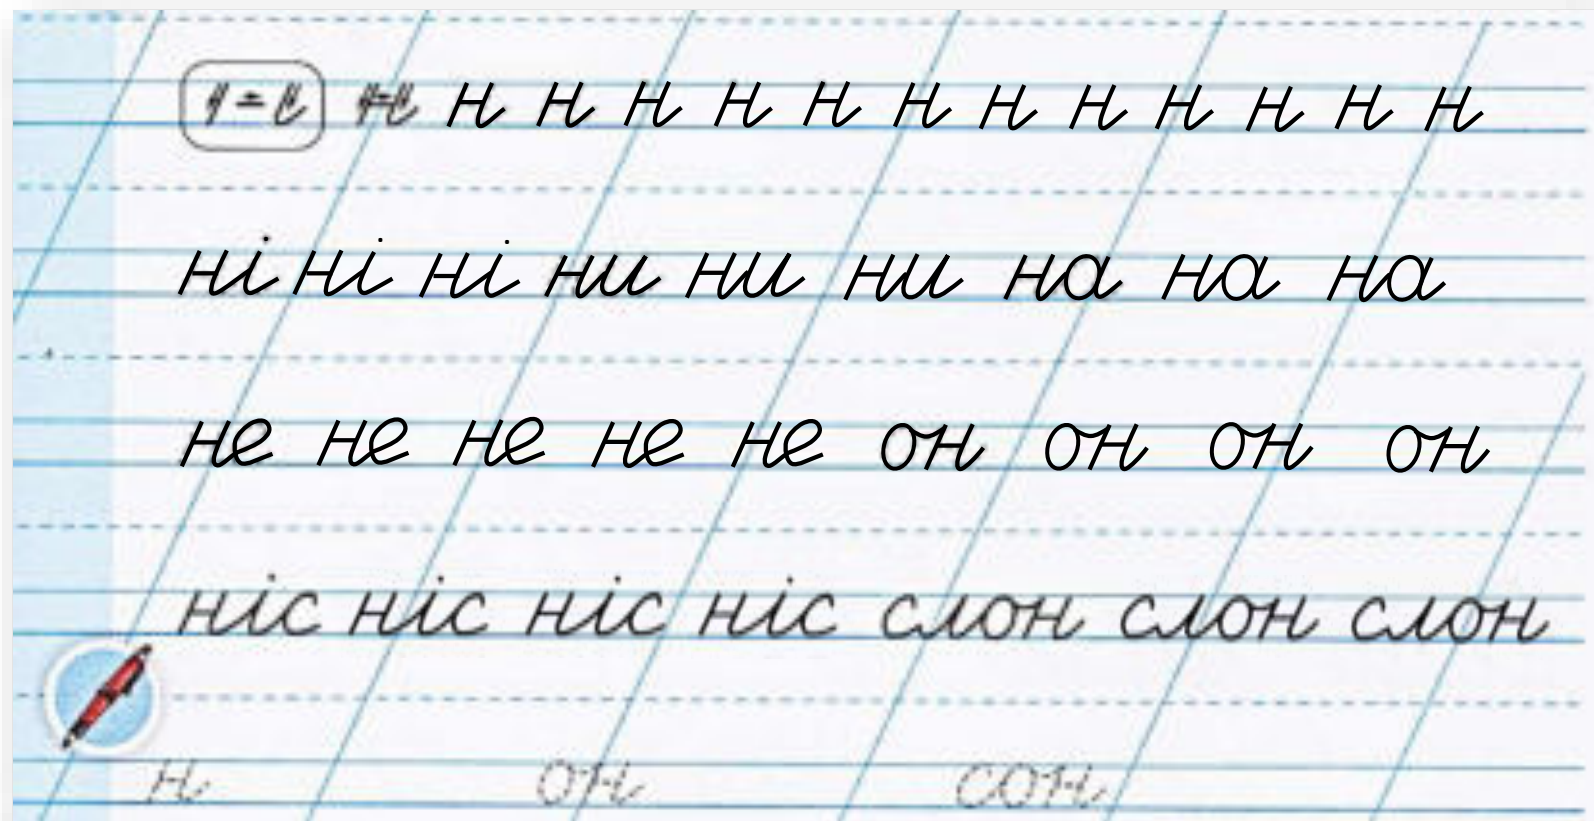 н н н н н н н н н н н н н
ні ні ні ни ни ни на на на
не не не не не он он он он
ніс ніс ніс ніс слон слон слон
н он сон